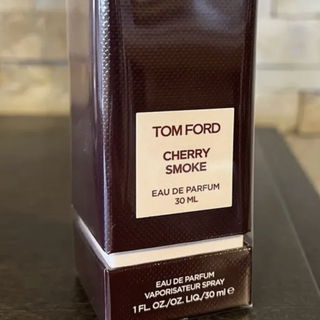 TOM FORD
CHERRY
SMOKE
EAU DE PARFUM
30 ML
EAU DE PARFUM
VAPORISATEUR SPRAY
1 FL. OZ./OZ. LIQ./30 ml e